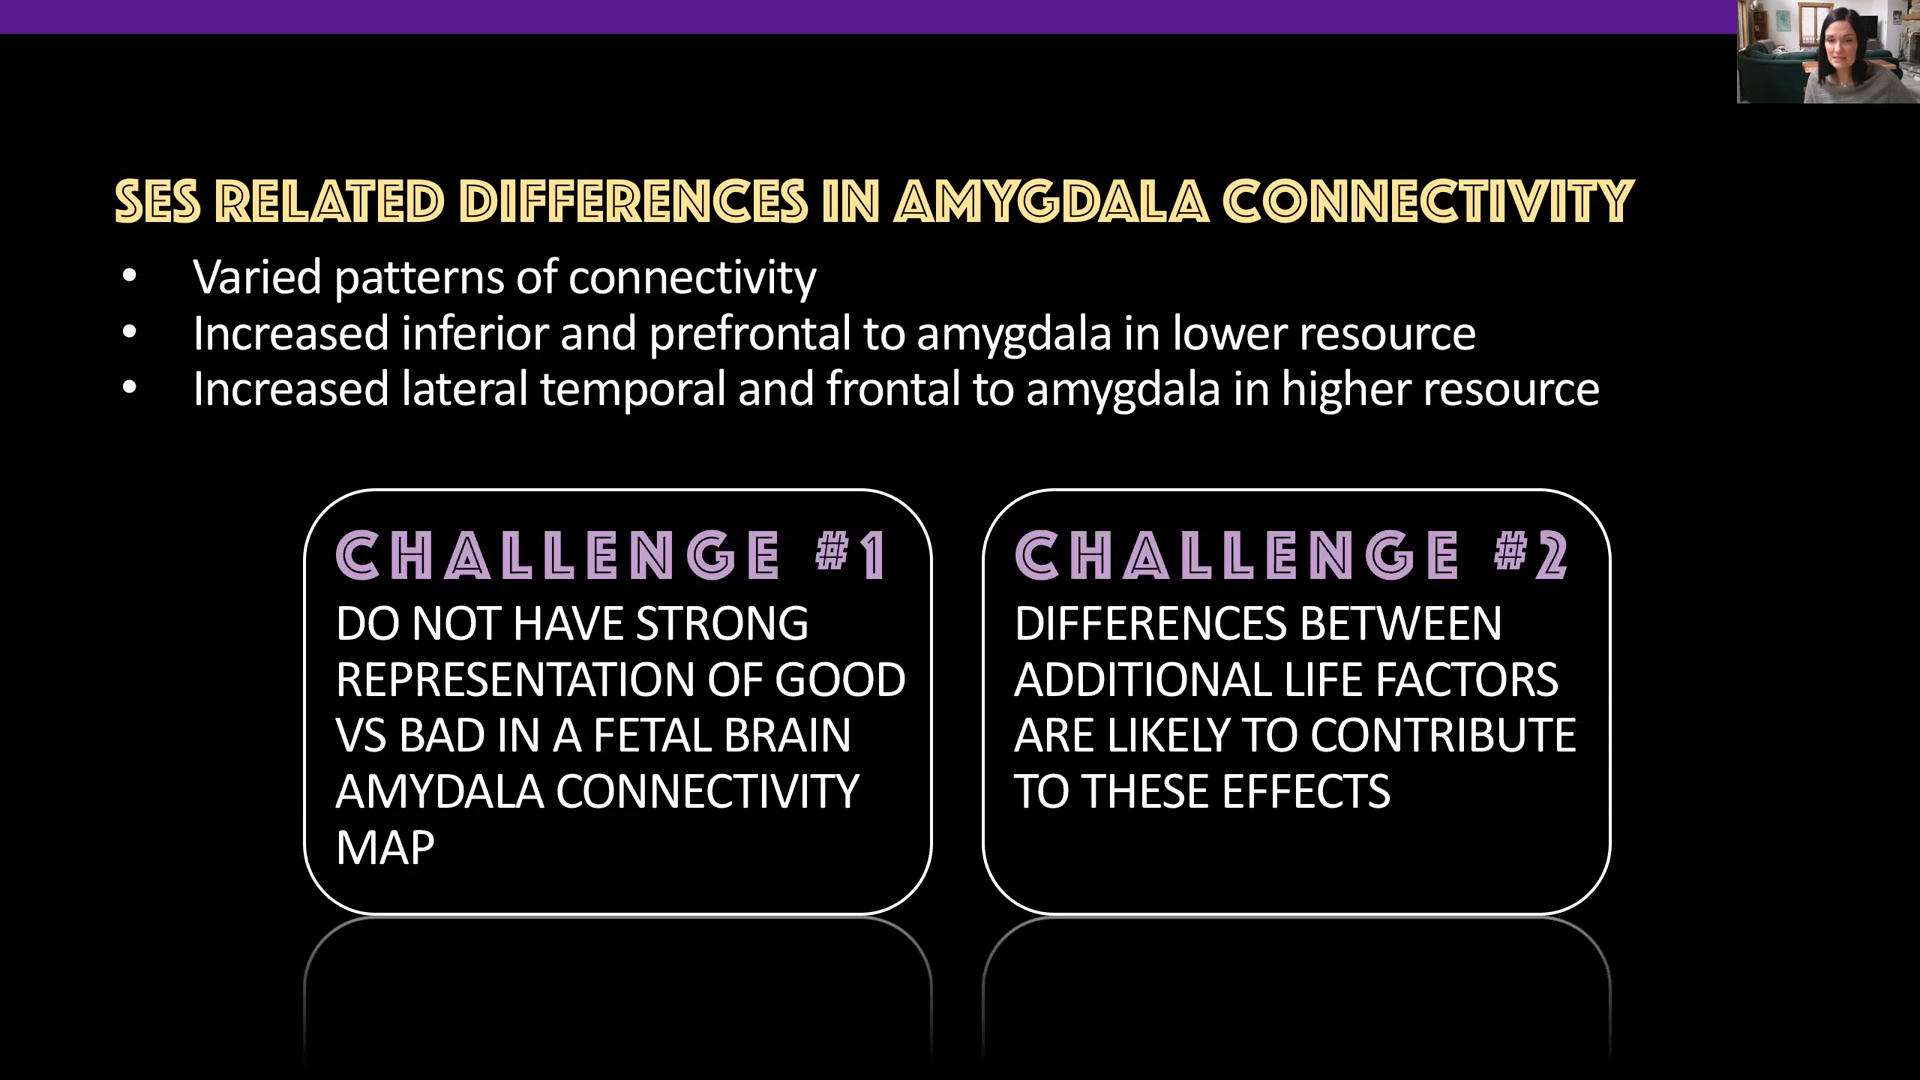 SES RELATED DIFFERENCES IN AMYGDALA CONNECTIVITY
• Varied patterns of connectivity
• Increased inferior and prefrontal to amygdala in lower resource
• Increased lateral temporal and frontal to amygdala in higher resource
CHALLENGE #1
DO NOT HAVE STRONG
REPRESENTATION OF GOOD
VS BAD IN A FETAL BRAIN
AMYDALA CONNECTIVITY
MAP
CHALLENGE #2
DIFFERENCES BETWEEN
ADDITIONAL LIFE FACTORS
ARE LIKELY TO CONTRIBUTE
TO THESE EFFECTS